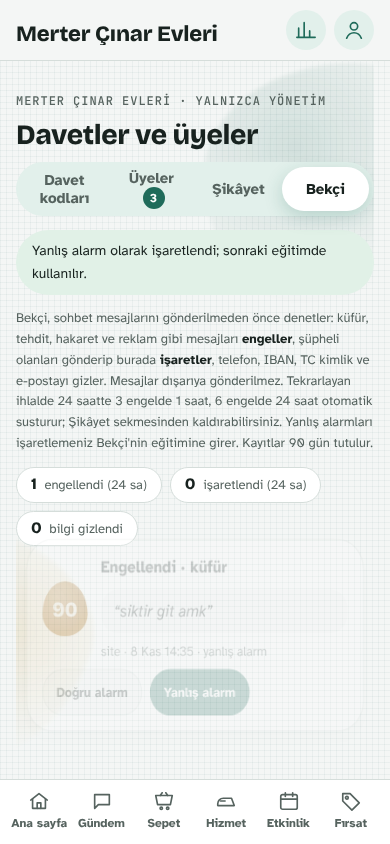 Merter Çınar Evleri
MERTER ÇINAR EVLERİ · YALNIZCA YÖNETİM
Davetler ve üyeler
Davet
kodları
Üyeler
3
Şikâyet
Bekçi
Yanlış alarm olarak işaretlendi; sonraki eğitimde
kullanılır.
Bekçi, sohbet mesajlarını gönderilmeden önce denetler: küfür,
tehdit, hakaret ve reklam gibi mesajları engeller, şüpheli
olanları gönderip burada işaretler, telefon, IBAN, TC kimlik ve
e-postayı gizler. Mesajlar dışarıya gönderilmez. Tekrarlayan
ihlalde 24 saatte 3 engelde 1 saat, 6 engelde 24 saat otomatik
susturur; Şikâyet sekmesinden kaldırabilirsiniz. Yanlış alarmları
işaretlemeniz Bekçi'nin eğitimine girer. Kayıtlar 90 gün tutulur.
1 engellendi (24 sa)
0 işaretlendi (24 sa)
0 bilgi gizlendi
Engellendi · küfür
90
“siktir git amk”
site · 8 Kas 14:35 · yanlış alarm
Doğru alarm
Yanlış alarm
Ana sayfa
Gündem
Sepet
Hizmet
Etkinlik
Fırsat